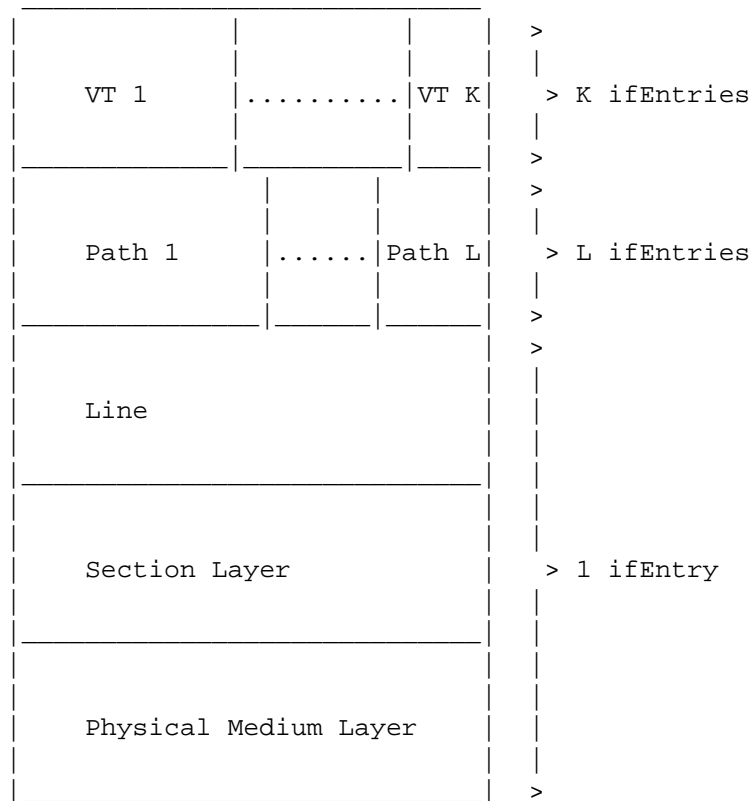 VT 1 ..........VT K > K ifEntries
Path 1 ......Path L > L ifEntries
Line
Section Layer > 1 ifEntry
Physical Medium Layer